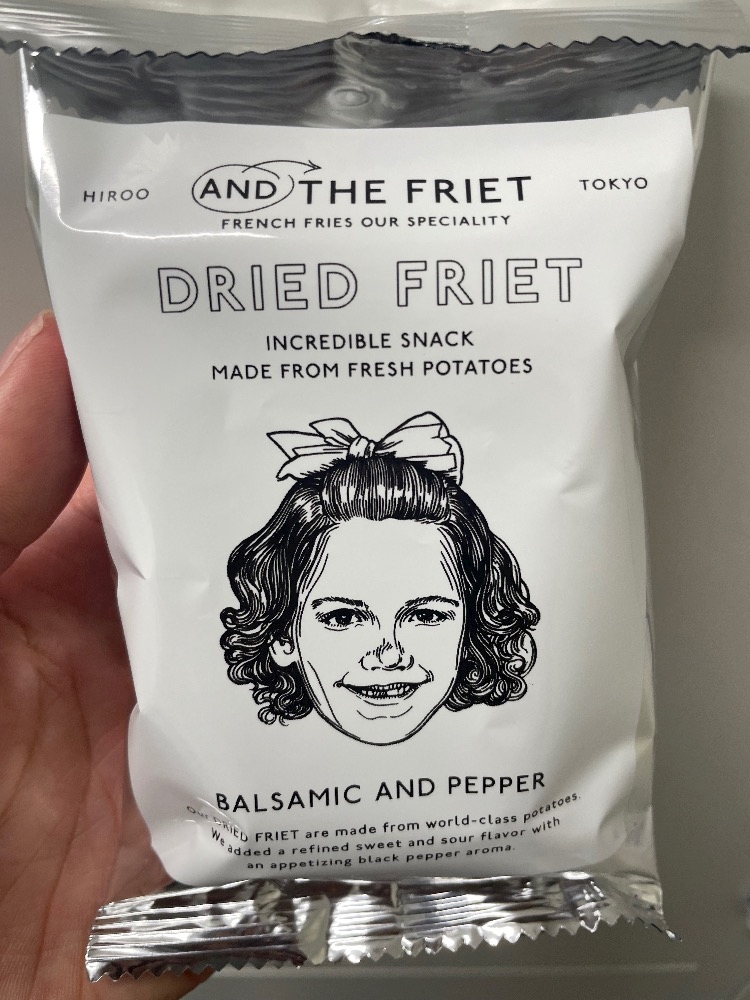 HIROO AND THE FRIET TOKYO
FRENCH FRIES OUR SPECIALITY
DRIED FRIET
INCREDIBLE SNACK
MADE FROM FRESH POTATOES
BALSAMIC AND PEPPER
Our DRIED FRIET are made from world-class potatoes.
We added a refined sweet and sour flavor with
an appetizing black pepper aroma.